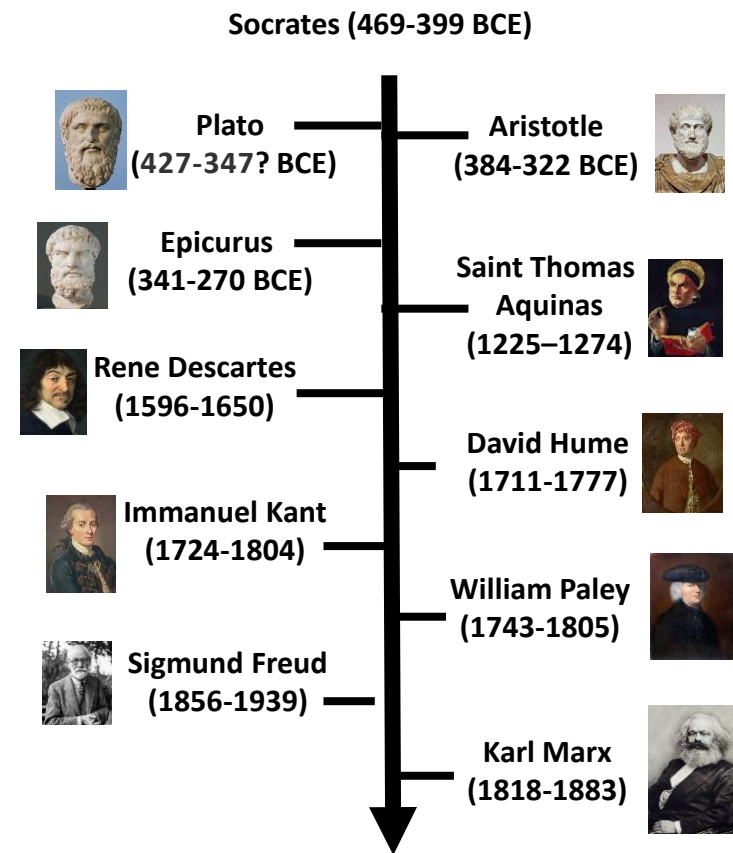 Socrates (469-399 BCE)
Plato
(427-347? BCE)
Aristotle
(384-322 BCE)
Epicurus
(341-270 BCE)
Saint Thomas
Aquinas
(1225–1274)
Rene Descartes
(1596-1650)
David Hume
(1711-1777)
Immanuel Kant
(1724-1804)
William Paley
(1743-1805)
Sigmund Freud
(1856-1939)
Karl Marx
(1818-1883)